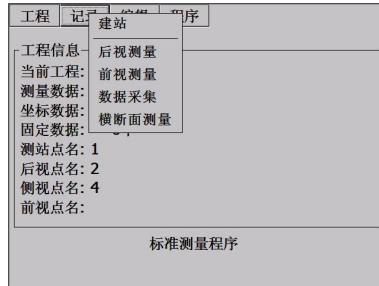 工程 记录 编辑 程序
建站
后视测量
前视测量
数据采集
横断面测量
工程信息
当前工程:
测量数据:
坐标数据:
固定数据:
测站点名: 1
后视点名: 2
侧视点名: 4
前视点名:
标准测量程序